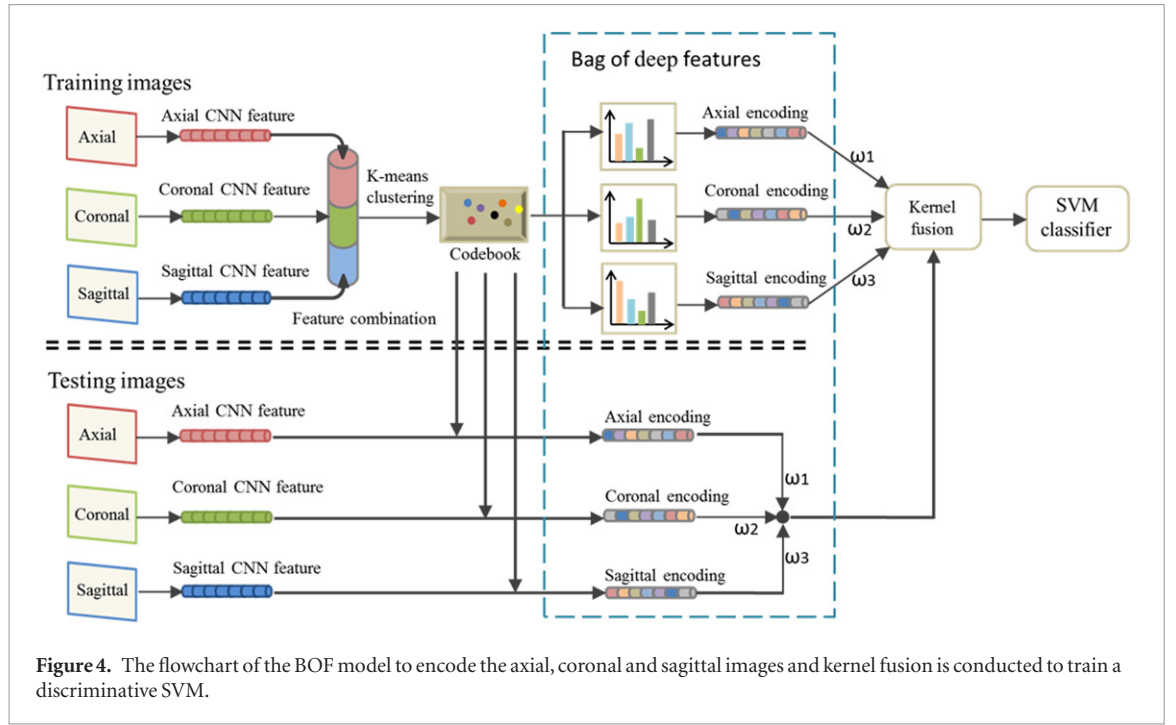 Bag of deep features
Training images
Axial
Axial CNN feature
Axial encoding
ω1
K-means
clustering
Coronal
Coronal CNN feature
Coronal encoding
ω2
Kernel
fusion
SVM
classifier
Codebook
Sagittal
Sagittal CNN feature
Sagittal encoding
ω3
Feature combination
Testing images
Axial
Axial CNN feature
Axial encoding
ω1
Coronal
Coronal CNN feature
Coronal encoding
ω2
ω3
Sagittal
Sagittal CNN feature
Sagittal encoding
Figure 4. The flowchart of the BOF model to encode the axial, coronal and sagittal images and kernel fusion is conducted to train a
discriminative SVM.